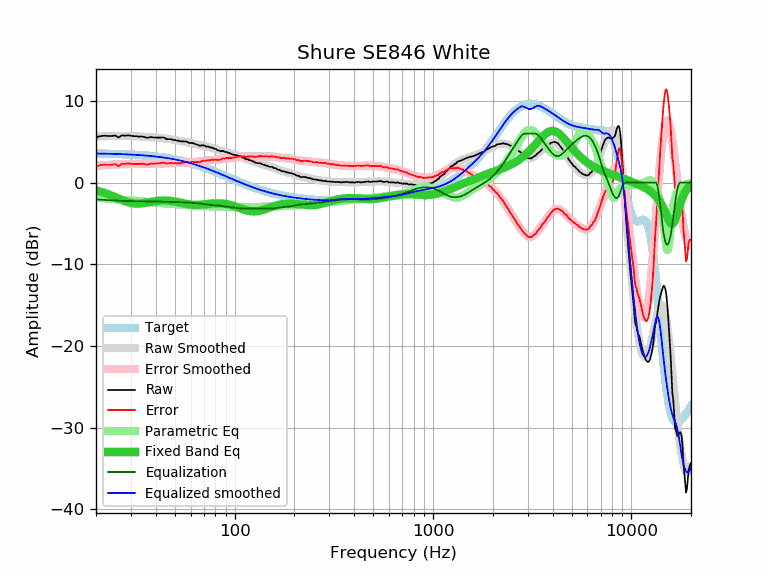 Shure SE846 White
Amplitude (dBr)
10
0
−10
−20
−30
−40
100
1000
10000
Frequency (Hz)
Target
Raw Smoothed
Error Smoothed
Raw
Error
Parametric Eq
Fixed Band Eq
Equalization
Equalized smoothed